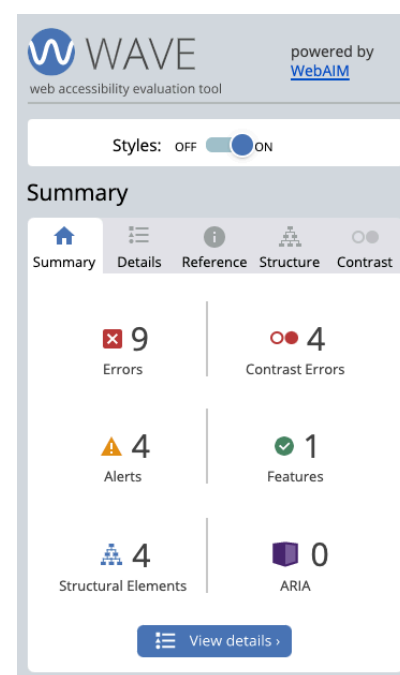 WAVE
powered by
WebAIM
web accessibility evaluation tool
Styles: OFF ON
Summary
Summary Details Reference Structure Contrast
9 4
Errors Contrast Errors
4 1
Alerts Features
4 0
Structural Elements ARIA
View details ›